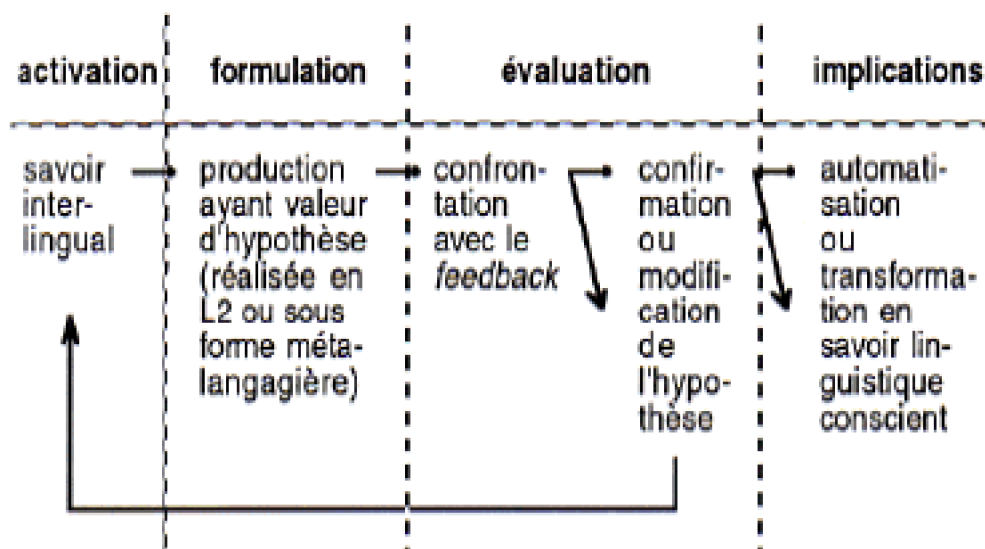 activation formulation évaluation implications
savoir
inter-
lingual
production
ayant valeur
d'hypothèse
(réalisée en
L2 ou sous
forme méta-
langagière)
confron-
tation
avec le
feedback
confir-
mation
ou
modifi-
cation
de
l'hypo-
thèse
automati-
sation
ou
transforma-
tion en
savoir lin-
guistique
conscient